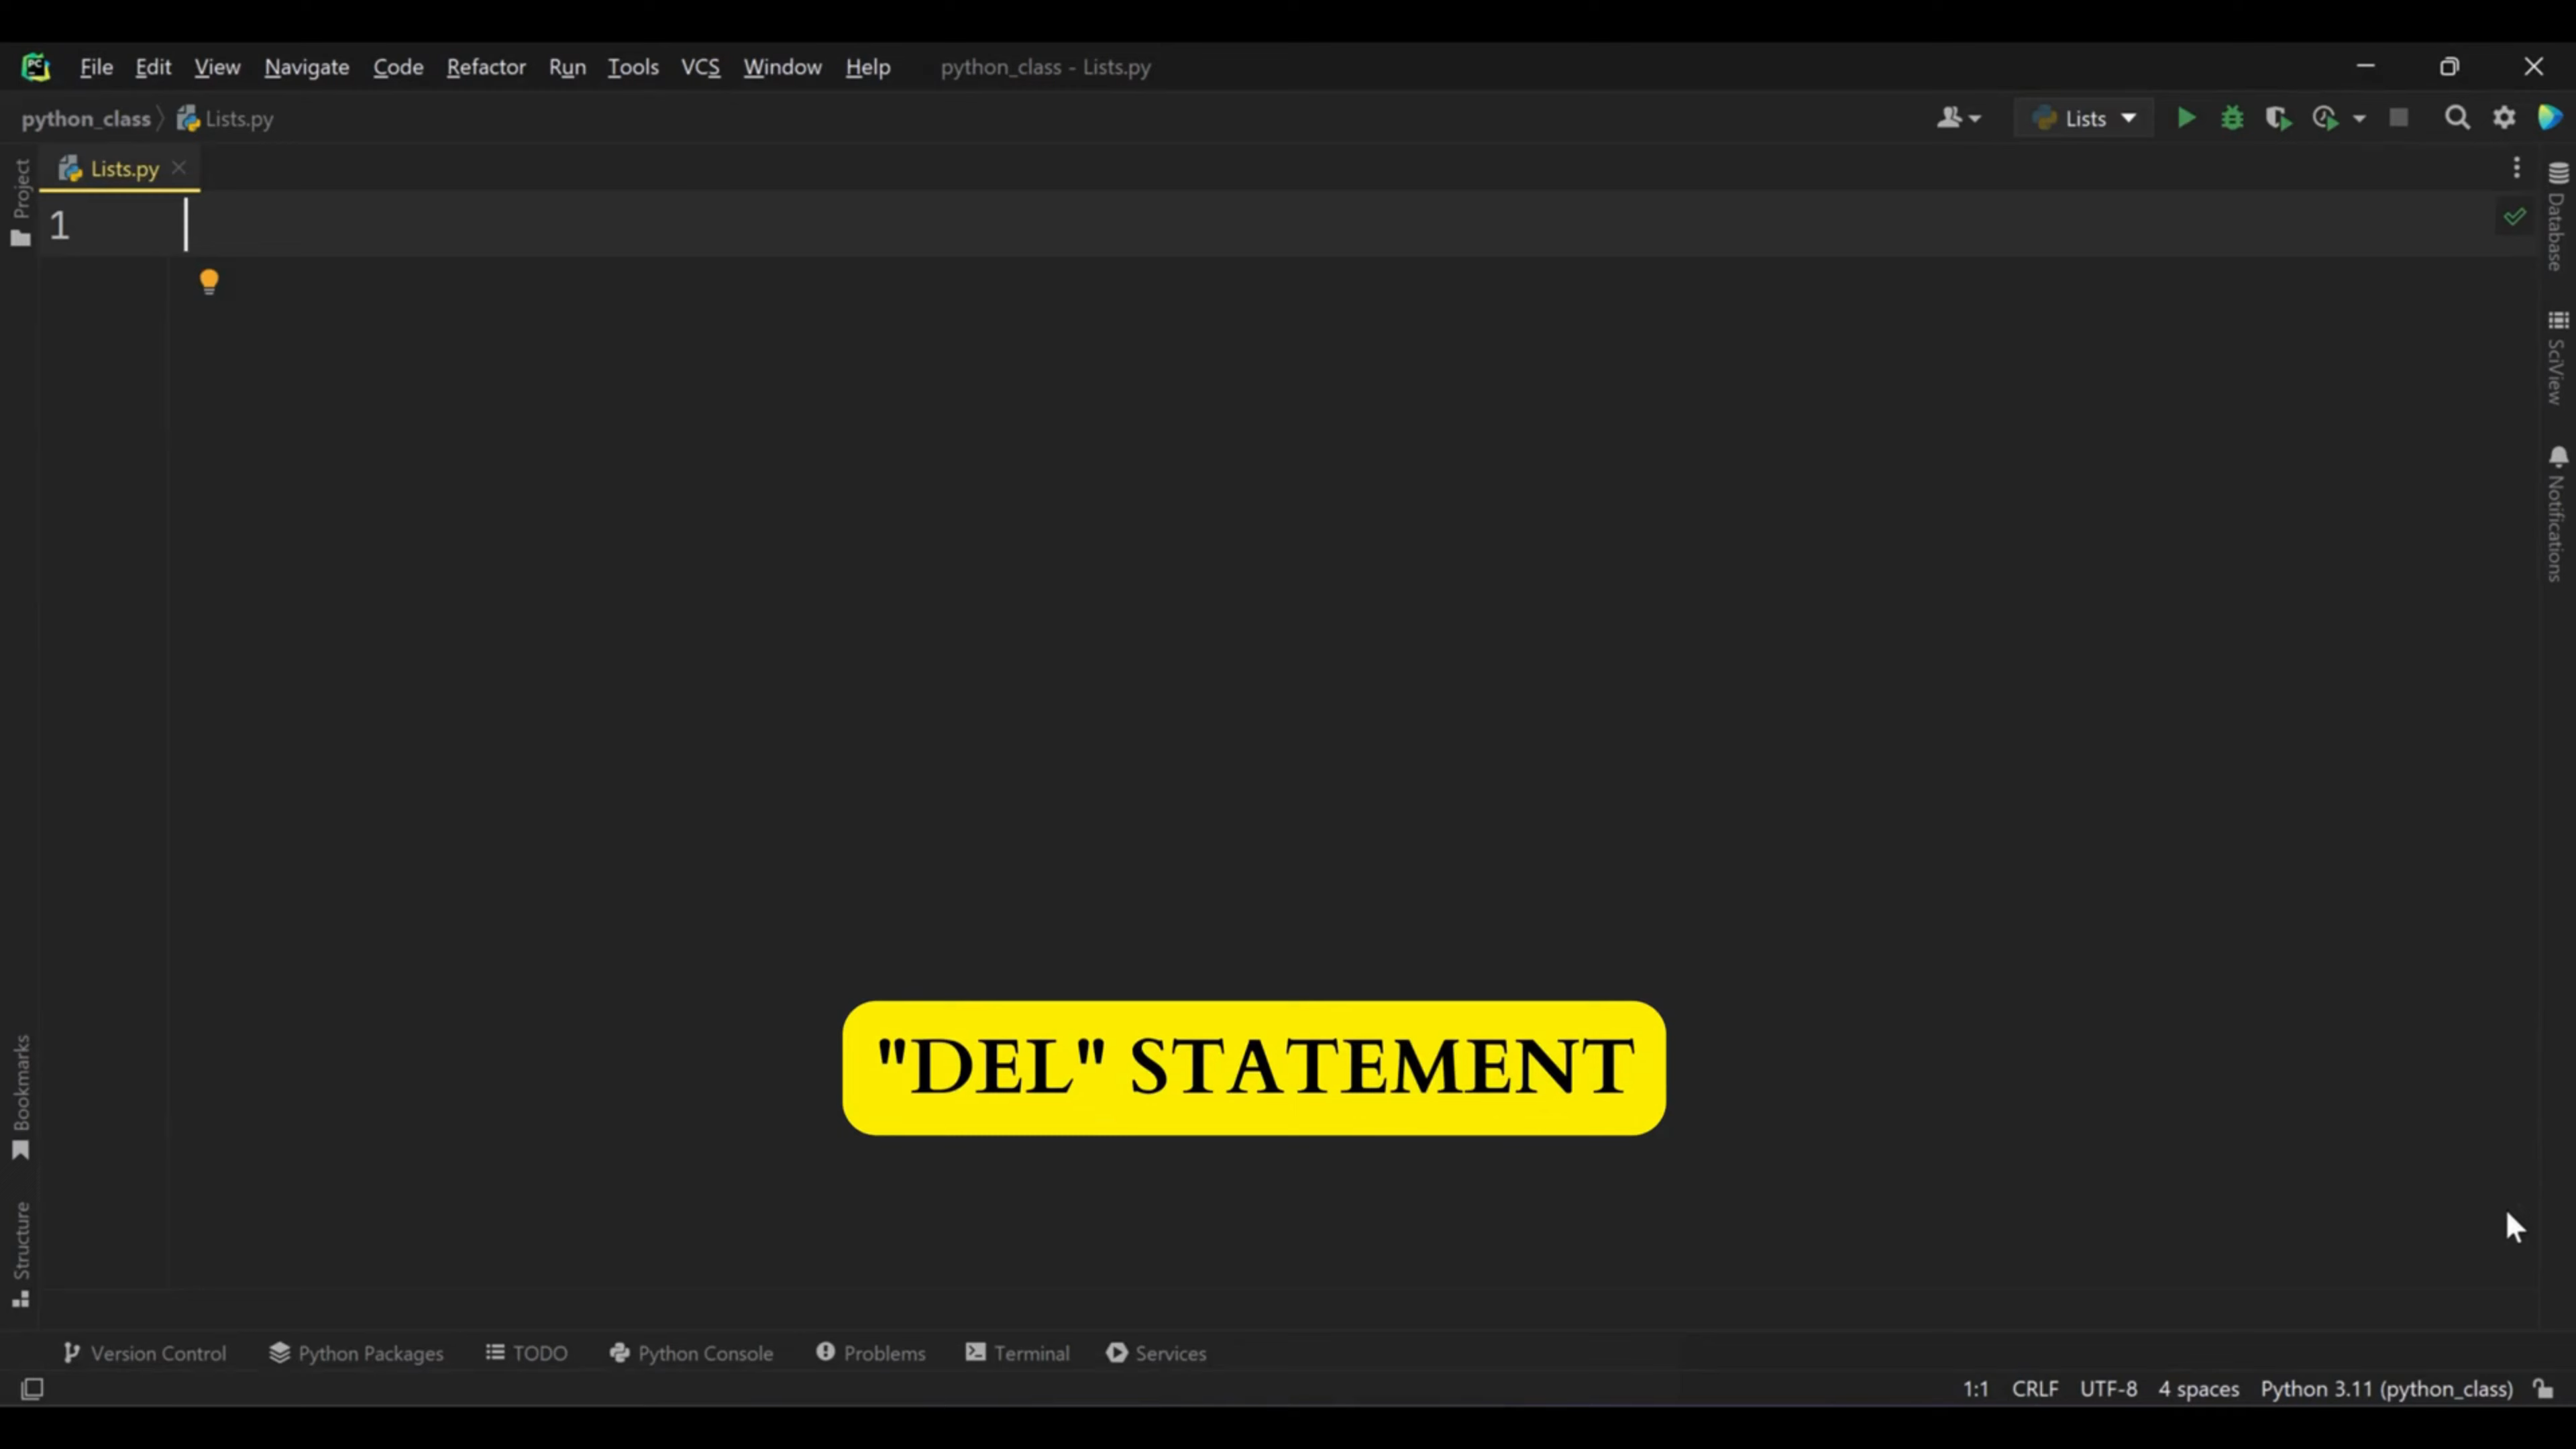 PC
File Edit View Navigate Code Refactor Run Tools VCS Window Help python_class - Lists.py
python_class Lists.py
Lists
Lists.py
1
Project
Bookmarks
Structure
Database
SciView
Notifications
"DEL" STATEMENT
Version Control Python Packages TODO Python Console Problems Terminal Services
1:1 CRLF UTF-8 4 spaces Python 3.11 (python_class)